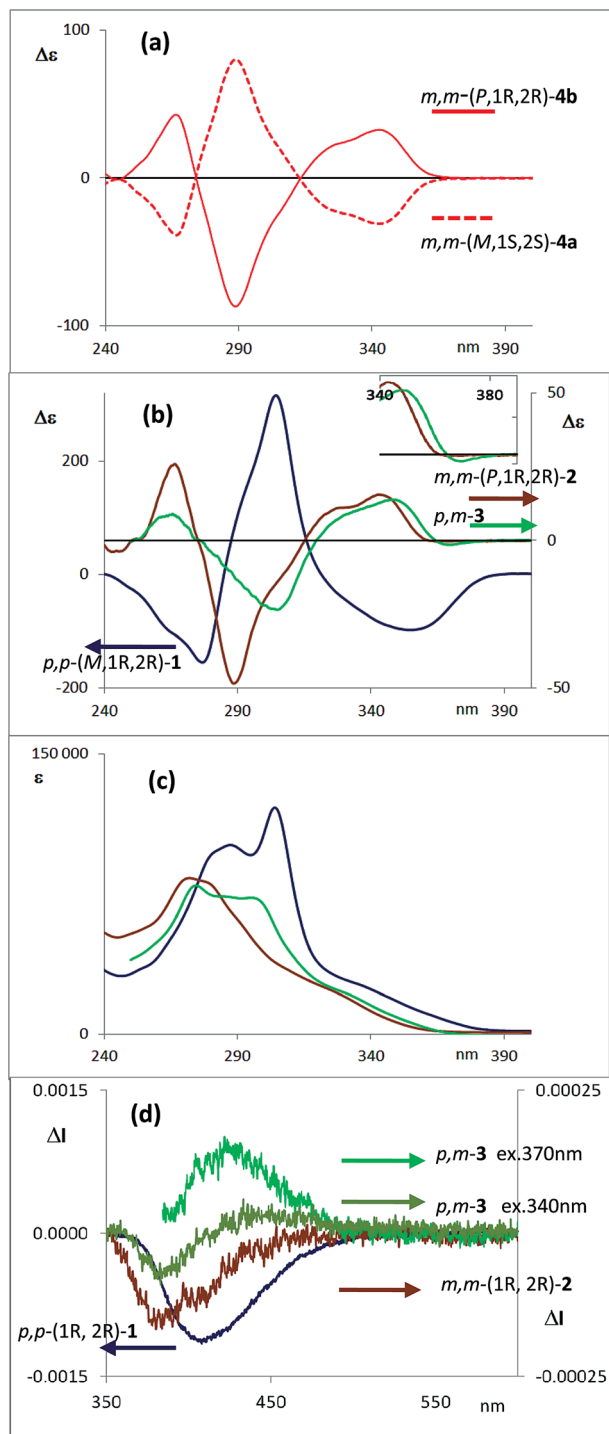 (a)
100
Δε
m,m-(P,1R,2R)-4b
0
m,m-(M,1S,2S)-4a
-100
240 290 340 nm 390
(b)
340 380
50
Δε
Δε
200
m,m-(P,1R,2R)-2
p,m-3
0
0
p,p-(M,1R,2R)-1
-200
-50
240 290 340 nm 390
150 000
(c)
ε
0
240 290 340 nm 390
0.0015
(d)
0.00025
ΔI
p,m-3 ex.370nm
p,m-3 ex.340nm
0.0000
m,m-(1R, 2R)-2
p,p-(1R, 2R)-1
ΔI
-0.0015
-0.00025
350 450 550 nm